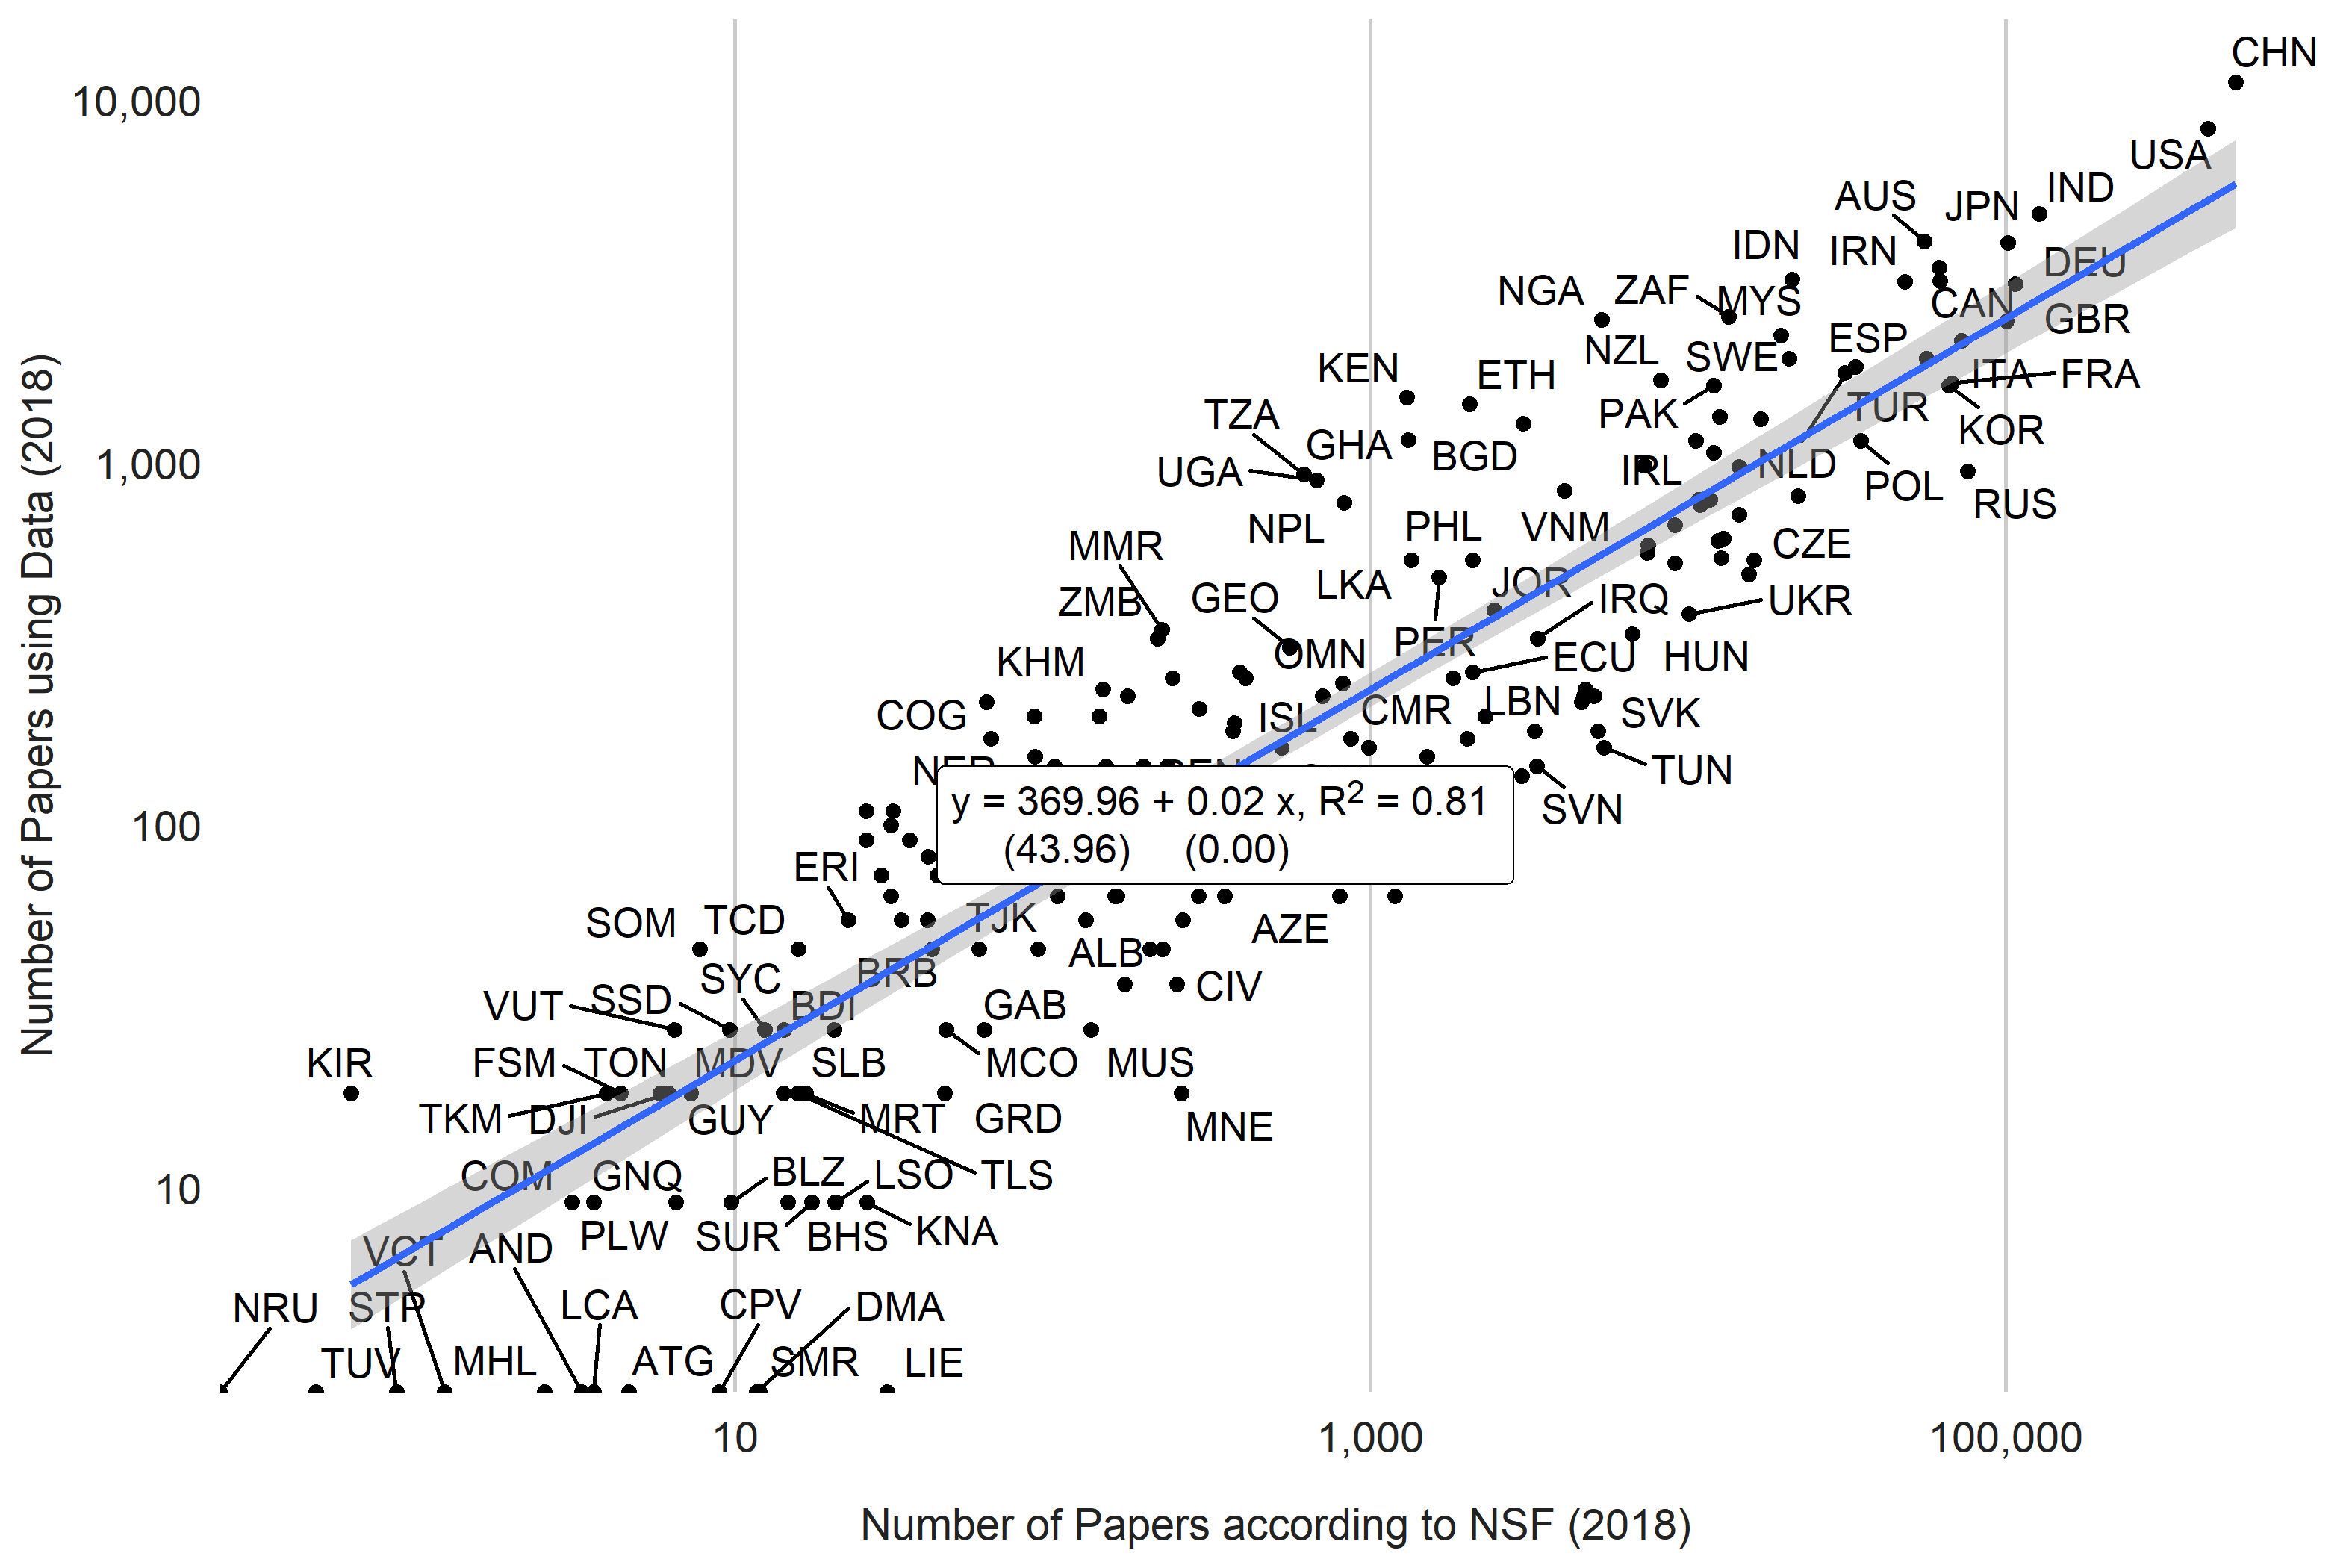 CHN
10,000
USA
IND
AUS
JPN
IDN
IRN
DEU
NGA
ZAF
MYS
CAN
GBR
NZL
SWE
ESP
KEN
ETH
ITA
FRA
TZA
PAK
TUR
GHA
BGD
KOR
1,000
UGA
IRL
NLD
POL
RUS
NPL
PHL
VNM
MMR
CZE
LKA
JOR
ZMB
GEO
IRQ
UKR
PER
OMN
KHM
ECU
HUN
COG
ISL
CMR
LBN
SVK
NER
TUN
y = 369.96 + 0.02 x, R2 = 0.81
(43.96) (0.00)
SVN
100
ERI
SOM
TCD
TJK
AZE
ALB
SYC
BRB
CIV
VUT
SSD
BDI
GAB
KIR
FSM
TON
MDV
SLB
MCO
MUS
TKM
DJI
GUY
MRT
GRD
MNE
10
COM
GNQ
BLZ
LSO
TLS
PLW
SUR
BHS
KNA
VCT
AND
NRU
STP
LCA
CPV
DMA
TUV
MHL
ATG
SMR
LIE
10
1,000
100,000
Number of Papers according to NSF (2018)
Number of Papers using Data (2018)